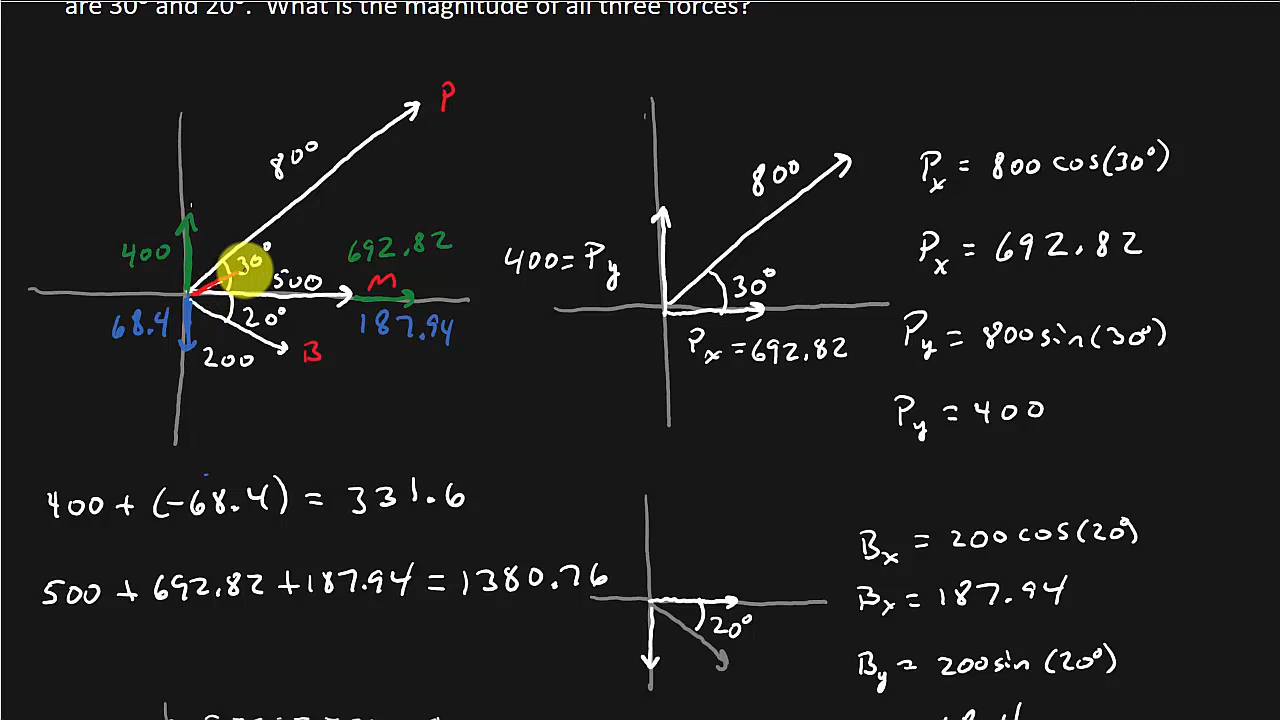 are 30° and 20°. What is the magnitude of all three forces?
P
800
400
30°
500
692.82
M
68.4
20°
187.94
200
B
800
400 = Py
30°
Px = 692.82
Px = 800 cos(30°)
Px = 692.82
Py = 800 sin(30°)
Py = 400
400 + (-68.4) = 331.6
500 + 692.82 + 187.94 = 1380.76
20°
Bx = 200 cos(20°)
Bx = 187.94
By = 200 sin (20°)